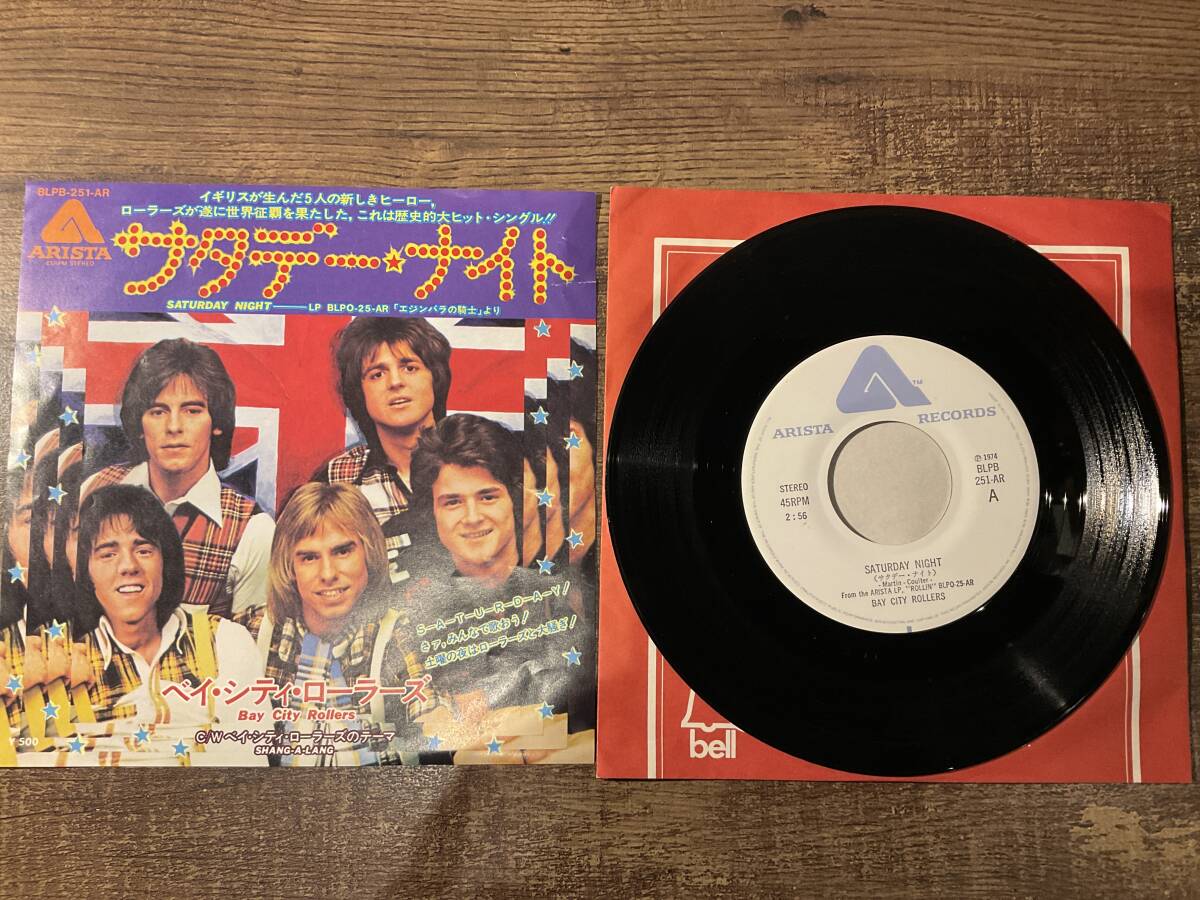 BLPB-251-AR
イギリスが生んだ5人の新しきヒーロー,
ローラーズが遂に世界征覇を果たした,これは歴史的大ヒット・シングル!!
ARISTA
45RPM STEREO
サタデー★ナイト
SATURDAY NIGHT——LP BLPO-25-AR「エジンバラの騎士」より
S-A-T-U-R-D-A-Y!
さァ,みんなで歌おう!
土曜の夜はローラーズと大騒ぎ!
ベイ・シティ・ローラーズ
Bay City Rollers
C/W ベイ・シティ・ローラーズのテーマ
SHANG-A-LANG
¥500
TM
ARISTA RECORDS
℗ 1974
BLPB
251-AR
A
STEREO
45RPM
2:56
SATURDAY NIGHT
(サタデー・ナイト)
- Martin - Coulter -
From the ARISTA LP, "ROLLIN'" BLPO-25-AR
BAY CITY ROLLERS
bell